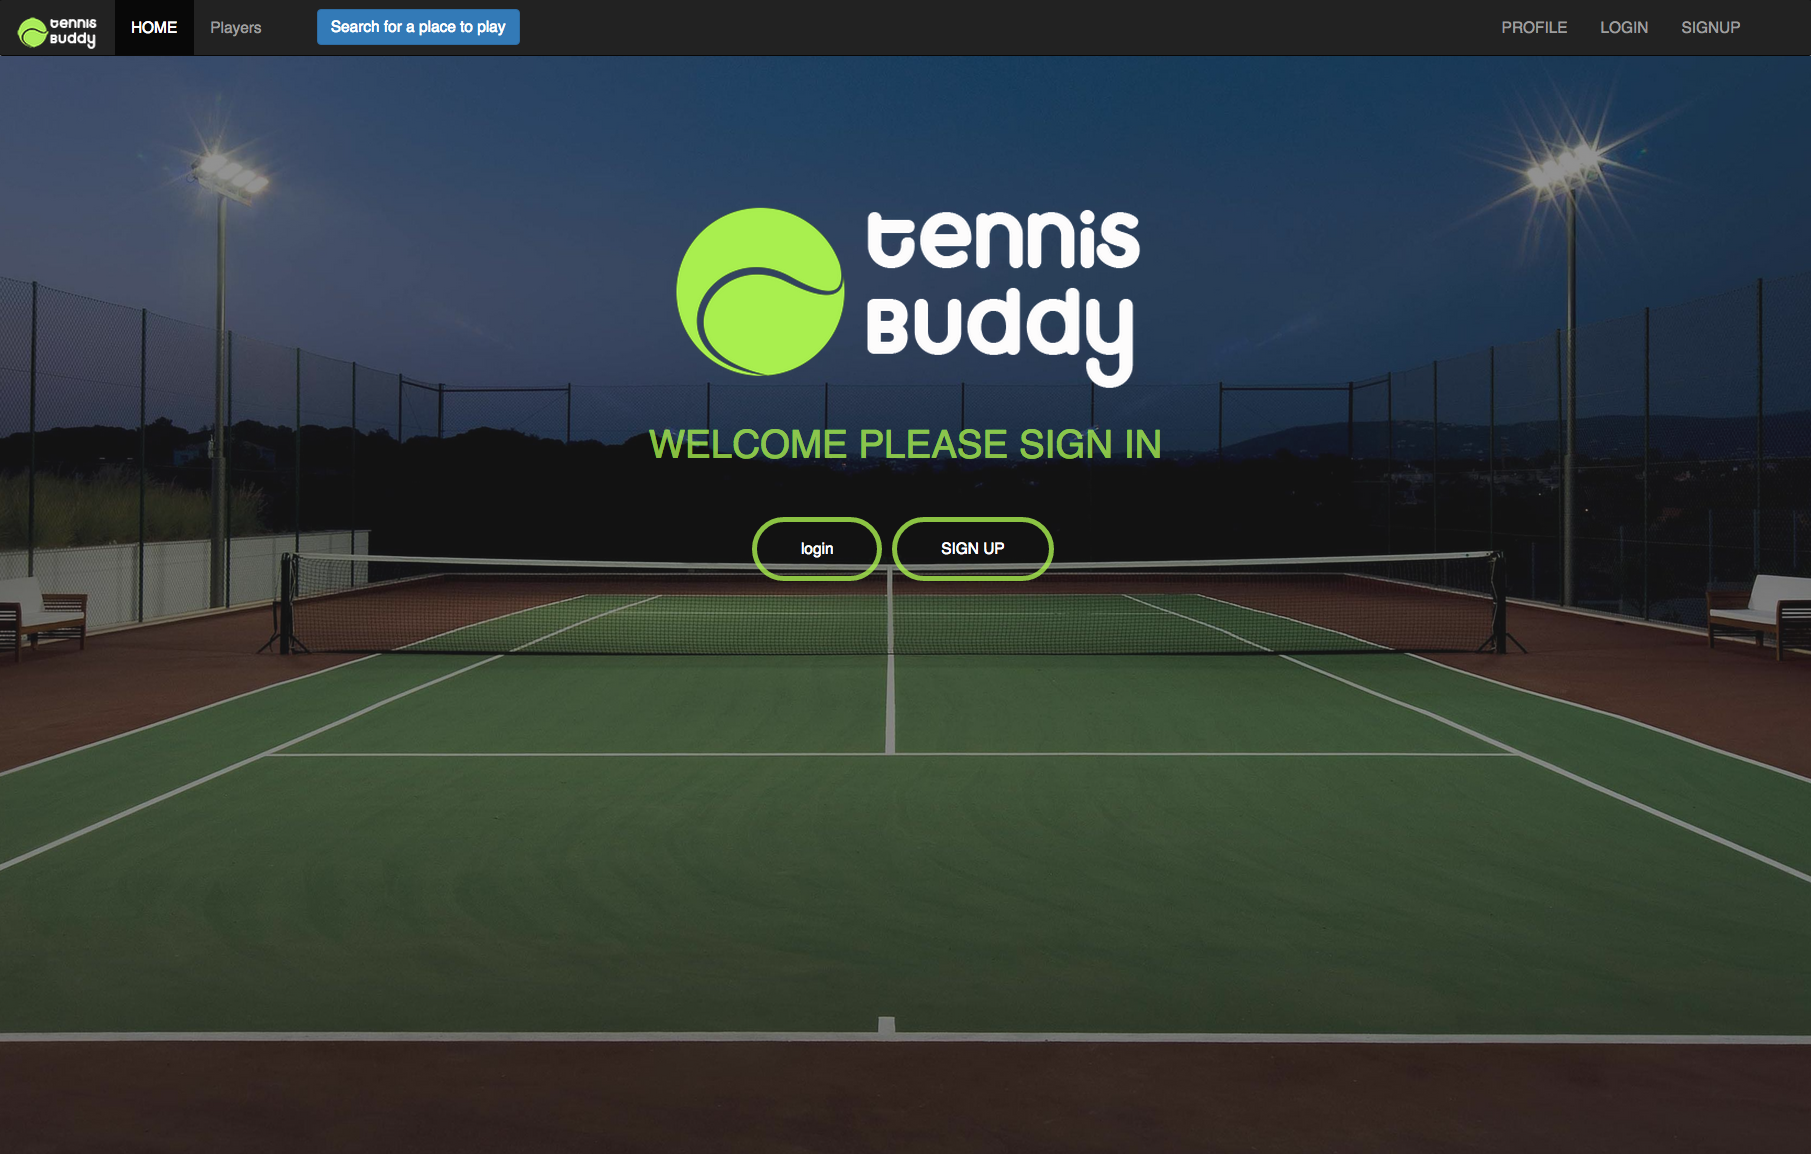 tennis
Buddy
HOME
Players
Search for a place to play
PROFILE
LOGIN
SIGNUP
tennis
Buddy
WELCOME PLEASE SIGN IN
login
SIGN UP